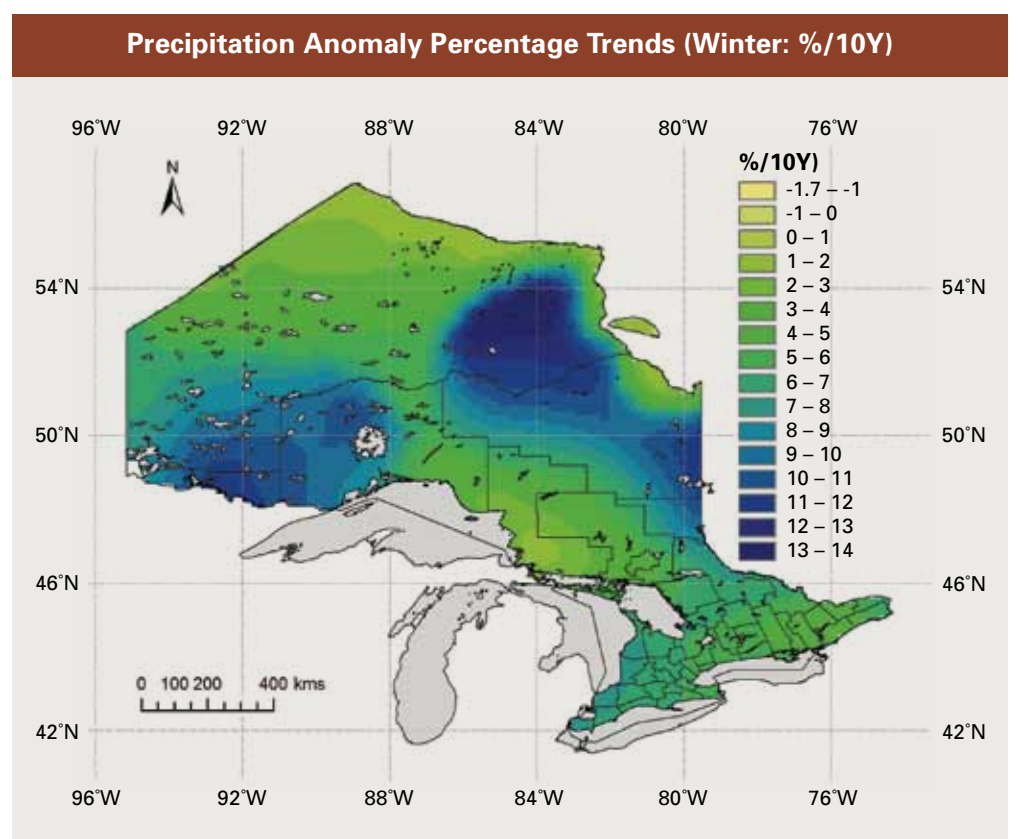 Precipitation Anomaly Percentage Trends (Winter: %/10Y)
96˚W 92˚W 88˚W 84˚W 80˚W 76˚W
N
%/10Y)
-1.7 – -1
-1 – 0
0 – 1
1 – 2
2 – 3
3 – 4
4 – 5
5 – 6
6 – 7
7 – 8
8 – 9
9 – 10
10 – 11
11 – 12
12 – 13
13 – 14
54˚N 54˚N
50˚N 50˚N
46˚N 46˚N
0 100 200 400 kms
42˚N 42˚N
96˚W 92˚W 88˚W 84˚W 80˚W 76˚W